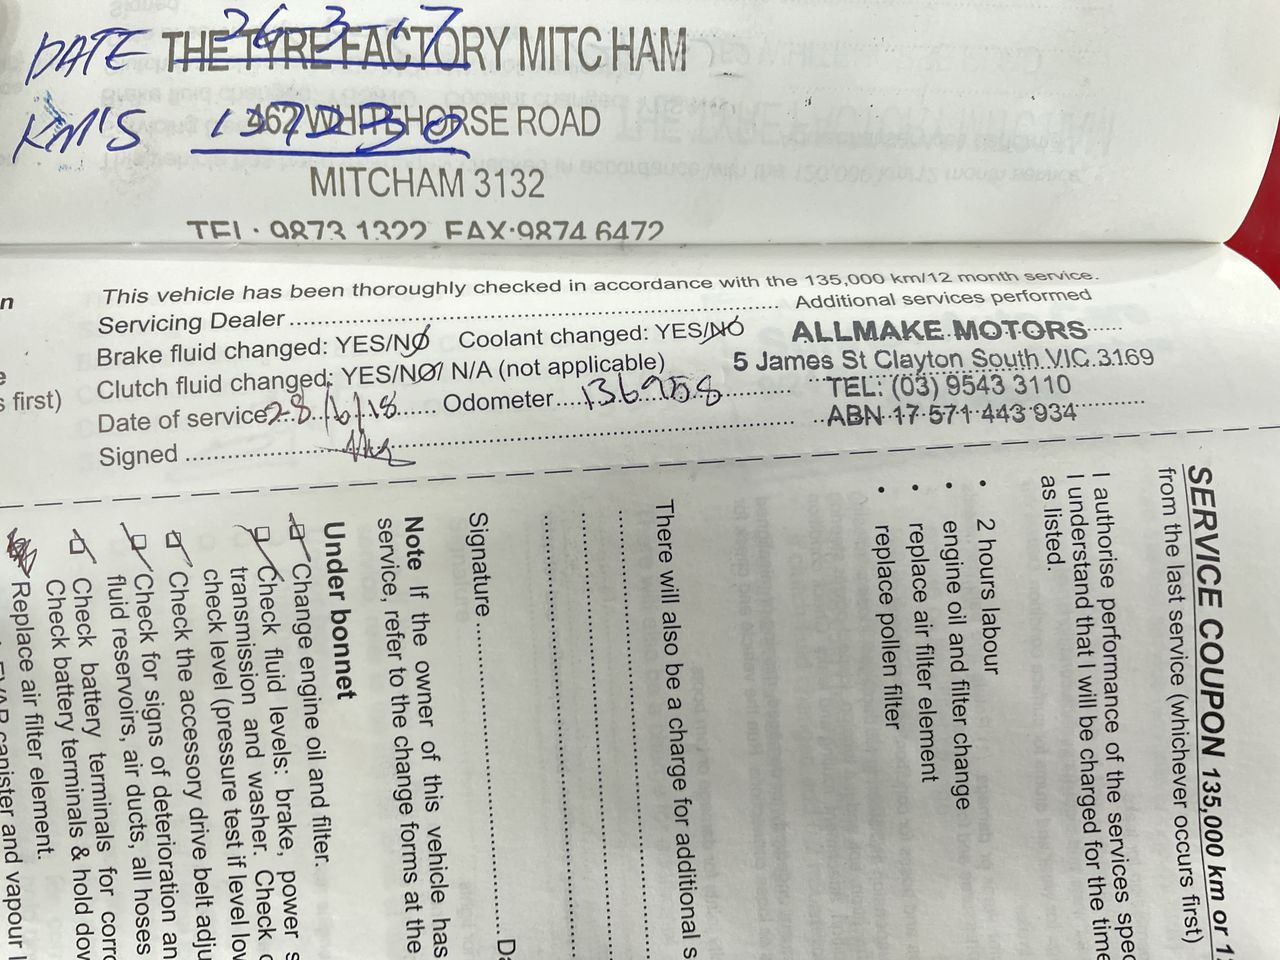 DATE 26 3 17
THE TYRE FACTORY MITCHAM
KM'S
462 WHITEHORSE ROAD
MITCHAM 3132
TEL: 9873 1322 FAX:9874 6472
This vehicle has been thoroughly checked in accordance with the 135,000 km/12 month service.
Servicing Dealer ........ Additional services performed
Brake fluid changed: YES/NO Coolant changed: YES/NO
Clutch fluid changed: YES/NO/ N/A (not applicable)
Date of service 28/6/18 Odometer 136958
Signed
ALLMAKE MOTORS
5 James St Clayton South VIC 3169
TEL: (03) 9543 3110
ABN 17 571 443 934
s first)
SERVICE COUPON 135,000 km or 1
from the last service (whichever occurs first)
I authorise performance of the services spec
I understand that I will be charged for the time
as listed.
• 2 hours labour
• engine oil and filter change
• replace air filter element
• replace pollen filter
There will also be a charge for additional s
Signature ........ Da
Note If the owner of this vehicle has
service, refer to the change forms at the
Under bonnet
Change engine oil and filter.
Check fluid levels: brake, power s
transmission and washer. Check c
check level (pressure test if level lov
Check the accessory drive belt adju
Check for signs of deterioration an
fluid reservoirs, air ducts, all hoses
Check battery terminals for corro
Check battery terminals & hold dov
Replace air filter element.
EVAP canister and vapour l